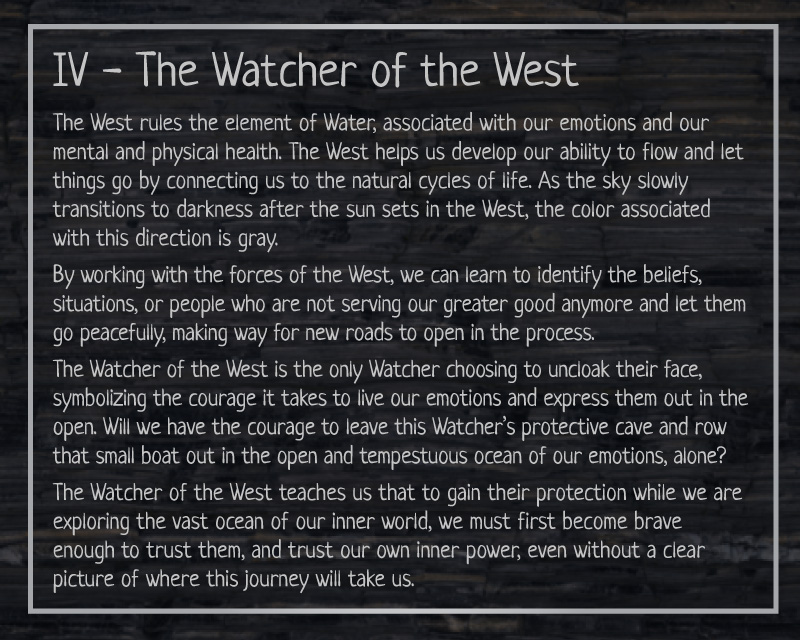 IV – The Watcher of the West
The West rules the element of Water, associated with our emotions and our
mental and physical health. The West helps us develop our ability to flow and let
things go by connecting us to the natural cycles of life. As the sky slowly
transitions to darkness after the sun sets in the West, the color associated
with this direction is gray.
By working with the forces of the West, we can learn to identify the beliefs,
situations, or people who are not serving our greater good anymore and let them
go peacefully, making way for new roads to open in the process.
The Watcher of the West is the only Watcher choosing to uncloak their face,
symbolizing the courage it takes to live our emotions and express them out in the
open. Will we have the courage to leave this Watcher’s protective cave and row
that small boat out in the open and tempestuous ocean of our emotions, alone?
The Watcher of the West teaches us that to gain their protection while we are
exploring the vast ocean of our inner world, we must first become brave
enough to trust them, and trust our own inner power, even without a clear
picture of where this journey will take us.